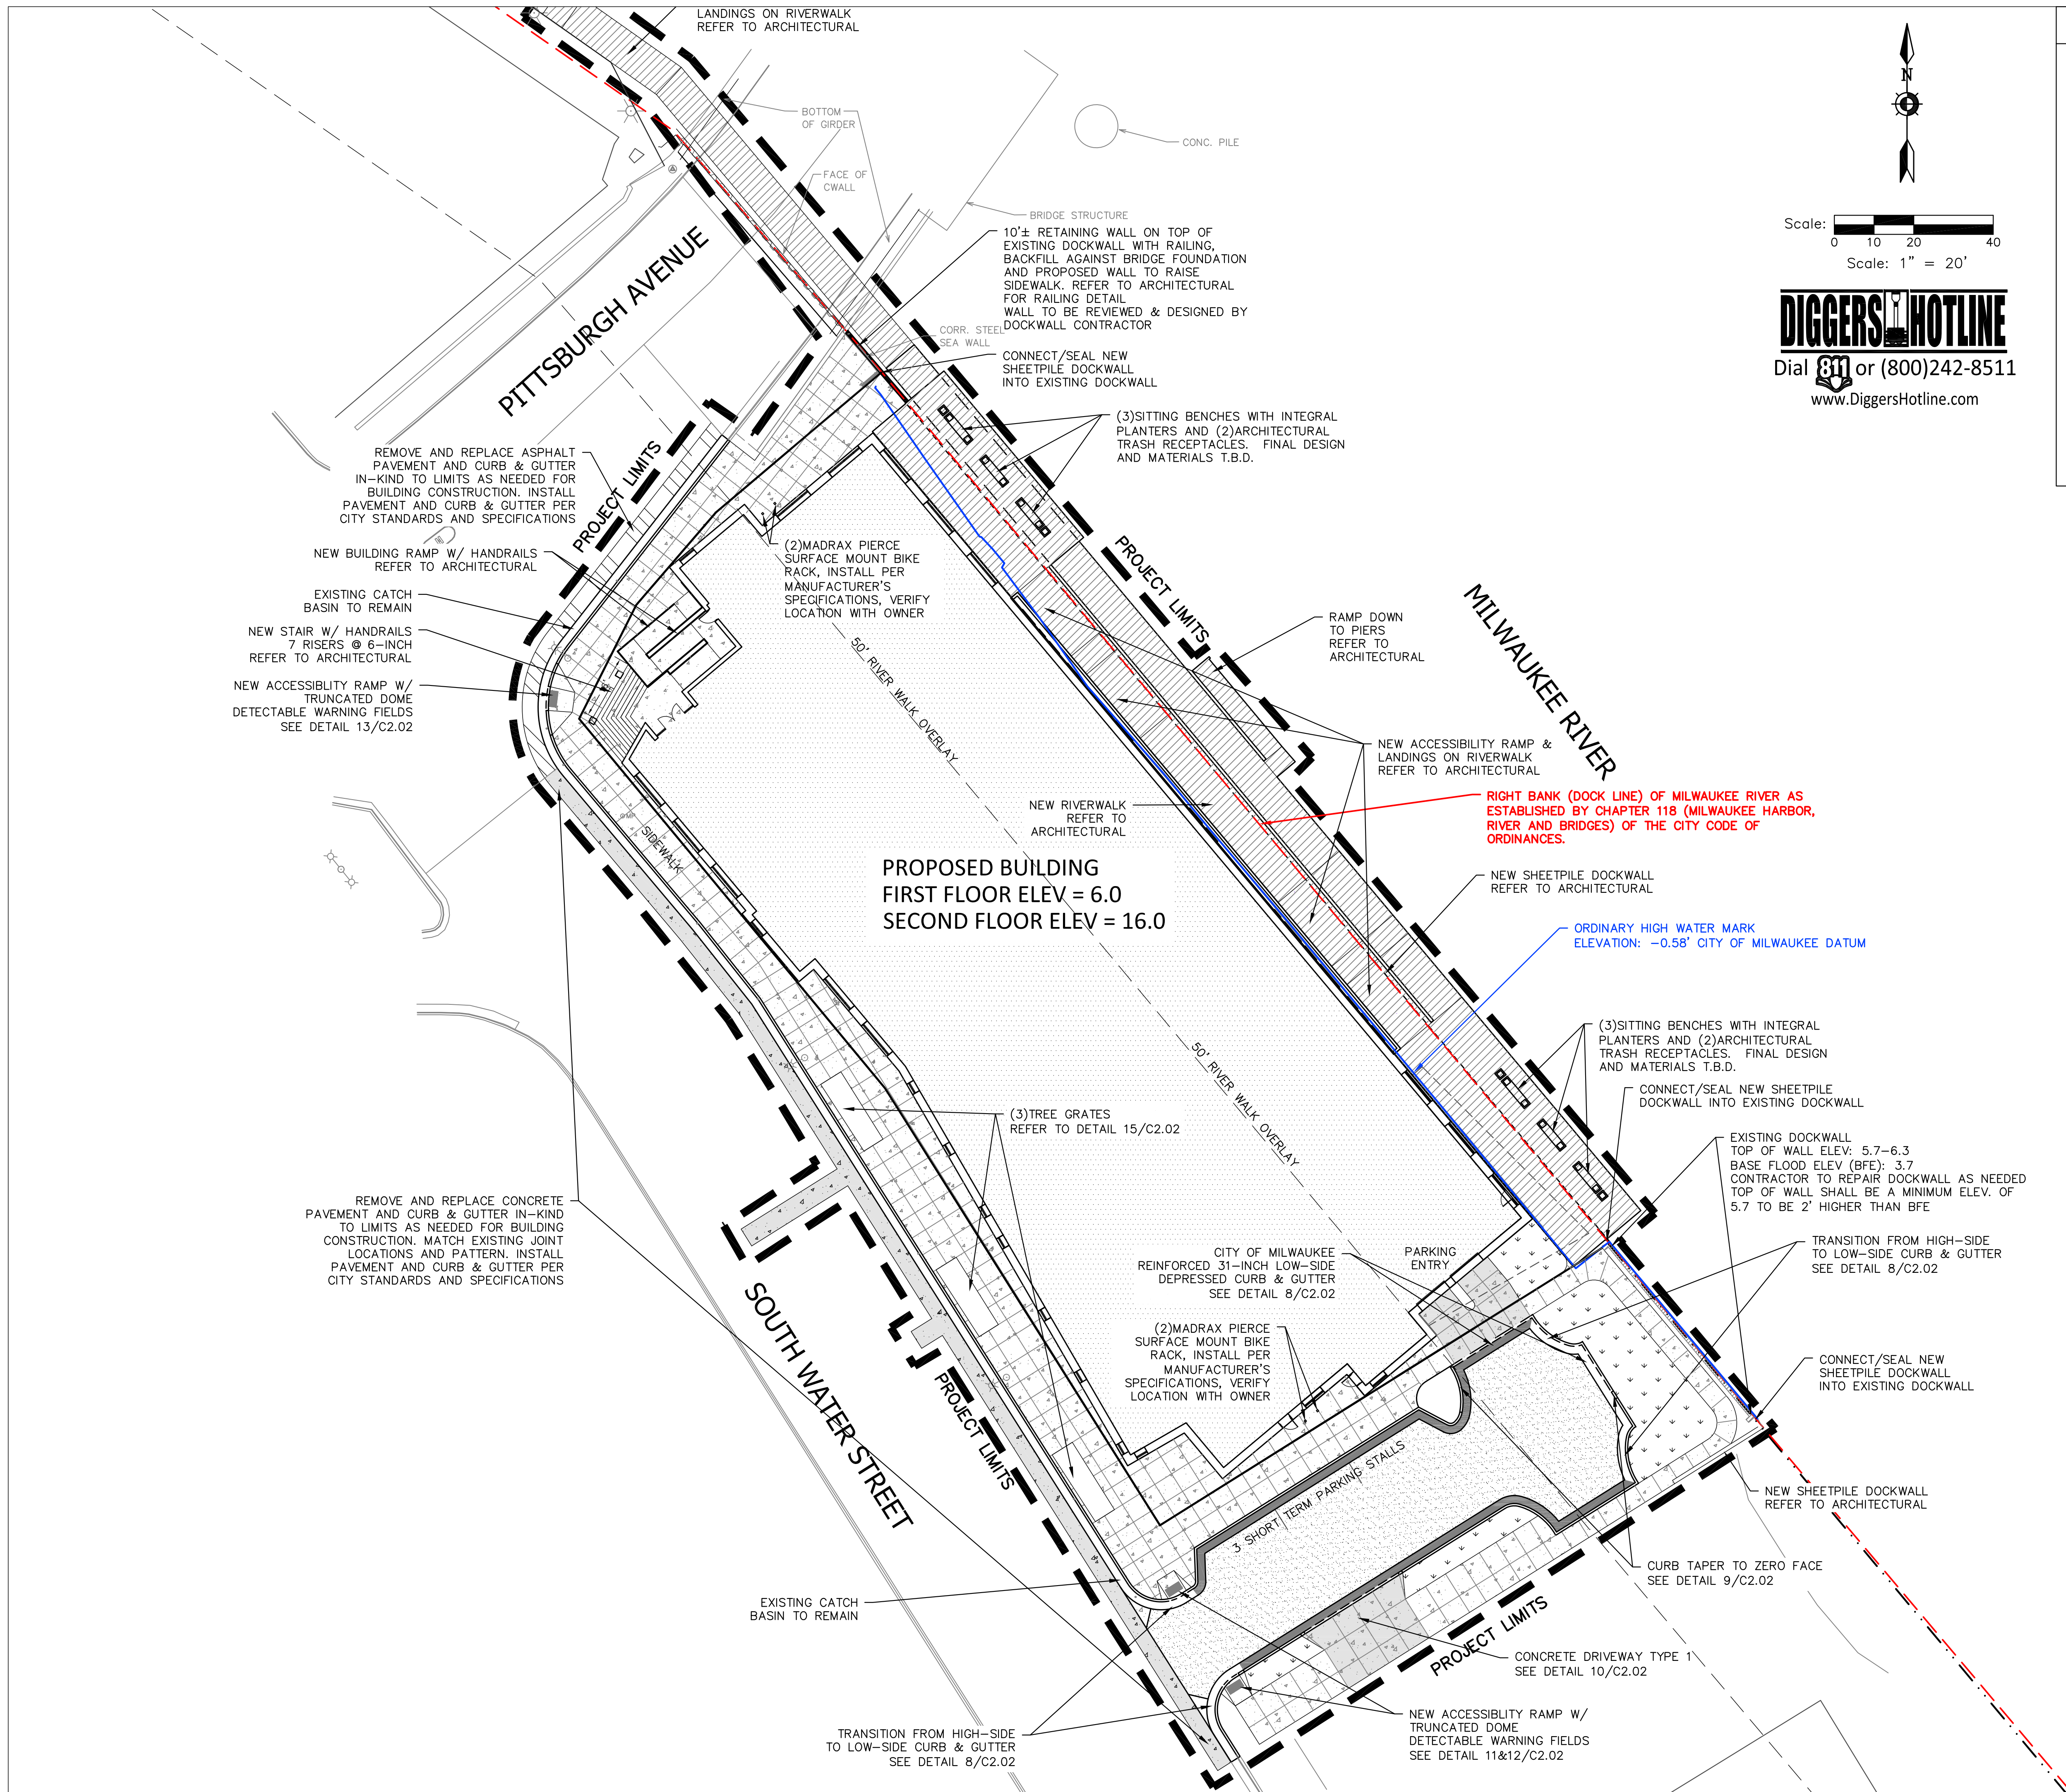 LANDINGS ON RIVERWALK
REFER TO ARCHITECTURAL
BOTTOM
OF GIRDER
CONC. PILE
FACE OF
CWALL
BRIDGE STRUCTURE
N
Scale:
0 10 20 40
Scale: 1" = 20'
DIGGERS HOTLINE
Dial 811 or (800)242-8511
www.DiggersHotline.com
10'± RETAINING WALL ON TOP OF
EXISTING DOCKWALL WITH RAILING,
BACKFILL AGAINST BRIDGE FOUNDATION
AND PROPOSED WALL TO RAISE
SIDEWALK. REFER TO ARCHITECTURAL
FOR RAILING DETAIL
WALL TO BE REVIEWED & DESIGNED BY
DOCKWALL CONTRACTOR
CORR. STEEL
SEA WALL
CONNECT/SEAL NEW
SHEETPILE DOCKWALL
INTO EXISTING DOCKWALL
(3)SITTING BENCHES WITH INTEGRAL
PLANTERS AND (2)ARCHITECTURAL
TRASH RECEPTACLES. FINAL DESIGN
AND MATERIALS T.B.D.
PITTSBURGH AVENUE
PROJECT LIMITS
REMOVE AND REPLACE ASPHALT
PAVEMENT AND CURB & GUTTER
IN-KIND TO LIMITS AS NEEDED FOR
BUILDING CONSTRUCTION. INSTALL
PAVEMENT AND CURB & GUTTER PER
CITY STANDARDS AND SPECIFICATIONS
NEW BUILDING RAMP W/ HANDRAILS
REFER TO ARCHITECTURAL
EXISTING CATCH
BASIN TO REMAIN
NEW STAIR W/ HANDRAILS
7 RISERS @ 6-INCH
REFER TO ARCHITECTURAL
NEW ACCESSIBLITY RAMP W/
TRUNCATED DOME
DETECTABLE WARNING FIELDS
SEE DETAIL 13/C2.02
(2)MADRAX PIERCE
SURFACE MOUNT BIKE
RACK, INSTALL PER
MANUFACTURER'S
SPECIFICATIONS, VERIFY
LOCATION WITH OWNER
50' RIVER WALK OVERLAY
PROJECT LIMITS
MILWAUKEE RIVER
RAMP DOWN
TO PIERS
REFER TO
ARCHITECTURAL
NEW ACCESSIBILITY RAMP &
LANDINGS ON RIVERWALK
REFER TO ARCHITECTURAL
NEW RIVERWALK
REFER TO
ARCHITECTURAL
RIGHT BANK (DOCK LINE) OF MILWAUKEE RIVER AS
ESTABLISHED BY CHAPTER 118 (MILWAUKEE HARBOR,
RIVER AND BRIDGES) OF THE CITY CODE OF
ORDINANCES.
MP
SIDEWALK
PROPOSED BUILDING
FIRST FLOOR ELEV = 6.0
SECOND FLOOR ELEV = 16.0
NEW SHEETPILE DOCKWALL
REFER TO ARCHITECTURAL
ORDINARY HIGH WATER MARK
ELEVATION: -0.58' CITY OF MILWAUKEE DATUM
50' RIVER WALK OVERLAY
(3)SITTING BENCHES WITH INTEGRAL
PLANTERS AND (2)ARCHITECTURAL
TRASH RECEPTACLES. FINAL DESIGN
AND MATERIALS T.B.D.
CONNECT/SEAL NEW SHEETPILE
DOCKWALL INTO EXISTING DOCKWALL
(3)TREE GRATES
REFER TO DETAIL 15/C2.02
EXISTING DOCKWALL
TOP OF WALL ELEV: 5.7-6.3
BASE FLOOD ELEV (BFE): 3.7
CONTRACTOR TO REPAIR DOCKWALL AS NEEDED
TOP OF WALL SHALL BE A MINIMUM ELEV. OF
5.7 TO BE 2' HIGHER THAN BFE
REMOVE AND REPLACE CONCRETE
PAVEMENT AND CURB & GUTTER IN-KIND
TO LIMITS AS NEEDED FOR BUILDING
CONSTRUCTION. MATCH EXISTING JOINT
LOCATIONS AND PATTERN. INSTALL
PAVEMENT AND CURB & GUTTER PER
CITY STANDARDS AND SPECIFICATIONS
CITY OF MILWAUKEE
REINFORCED 31-INCH LOW-SIDE
DEPRESSED CURB & GUTTER
SEE DETAIL 8/C2.02
PARKING
ENTRY
TRANSITION FROM HIGH-SIDE
TO LOW-SIDE CURB & GUTTER
SEE DETAIL 8/C2.02
SOUTH WATER STREET
PROJECT LIMITS
(2)MADRAX PIERCE
SURFACE MOUNT BIKE
RACK, INSTALL PER
MANUFACTURER'S
SPECIFICATIONS, VERIFY
LOCATION WITH OWNER
CONNECT/SEAL NEW
SHEETPILE DOCKWALL
INTO EXISTING DOCKWALL
3 SHORT TERM PARKING STALLS
NEW SHEETPILE DOCKWALL
REFER TO ARCHITECTURAL
CURB TAPER TO ZERO FACE
SEE DETAIL 9/C2.02
EXISTING CATCH
BASIN TO REMAIN
PROJECT LIMITS
CONCRETE DRIVEWAY TYPE 1
SEE DETAIL 10/C2.02
NEW ACCESSIBLITY RAMP W/
TRUNCATED DOME
DETECTABLE WARNING FIELDS
SEE DETAIL 11&12/C2.02
TRANSITION FROM HIGH-SIDE
TO LOW-SIDE CURB & GUTTER
SEE DETAIL 8/C2.02